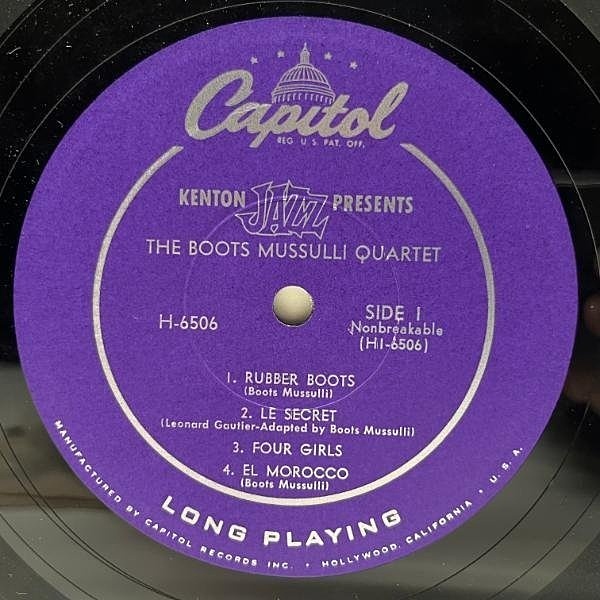 Capitol
REG. U.S. PAT. OFF.
KENTON JAZZ PRESENTS
THE BOOTS MUSSULLI QUARTET
H-6506
SIDE 1
Nonbreakable
(H1-6506)
1. RUBBER BOOTS
(Boots Mussulli)
2. LE SECRET
(Leonard Gautier-Adapted by Boots Mussulli)
3. FOUR GIRLS
4. EL MOROCCO
(Boots Mussulli)
LONG PLAYING
MANUFACTURED BY CAPITOL RECORDS INC. • HOLLYWOOD, CALIFORNIA • U.S.A.